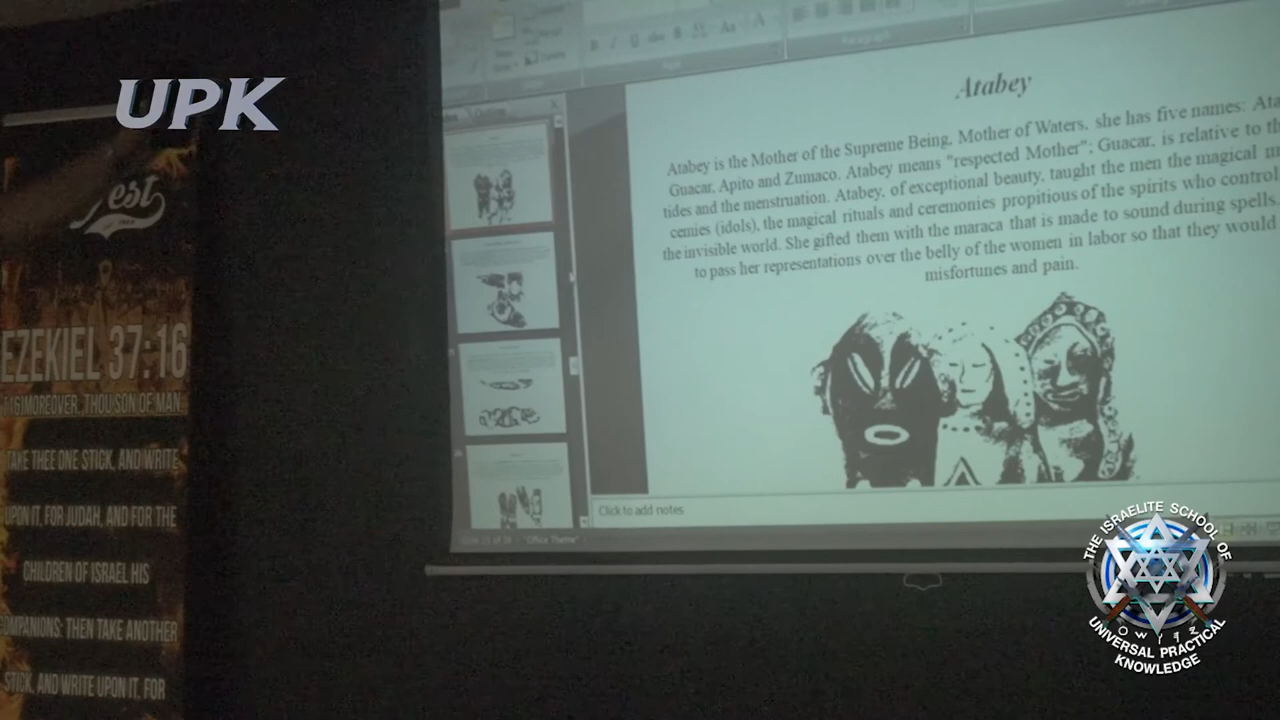 UPK
est
EZEKIEL 37:16
MOREOVER, THOU SON OF MAN,
TAKE THEE ONE STICK, AND WRITE
UPON IT, FOR JUDAH, AND FOR THE
CHILDREN OF ISRAEL HIS
COMPANIONS: THEN TAKE ANOTHER
STICK, AND WRITE UPON IT, FOR
Atabey
Atabey is the Mother of the Supreme Being, Mother of Waters, she has five names: Ata
Guacar, Apito and Zumaco. Atabey means "respected Mother"; Guacar, is relative to th
tides and the menstruation. Atabey, of exceptional beauty, taught the men the magical u
cemies (idols), the magical rituals and ceremonies propitious of the spirits who control
the invisible world. She gifted them with the maraca that is made to sound during spells.
to pass her representations over the belly of the women in labor so that they would
misfortunes and pain.
Click to add notes
"Office Theme"
THE ISRAELITE SCHOOL OF
UNIVERSAL PRACTICAL
KNOWLEDGE